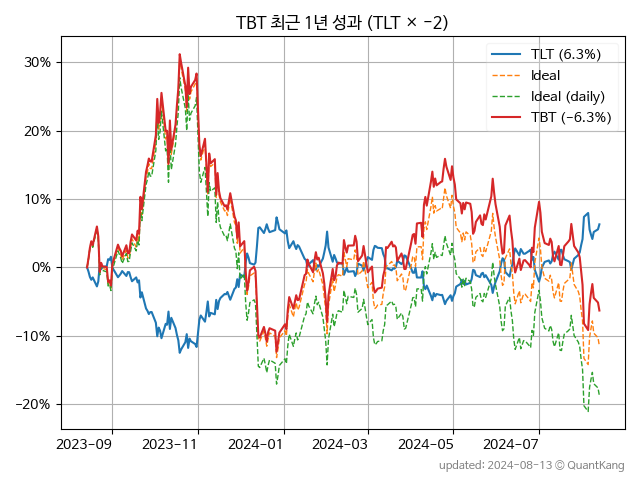 TBT 최근 1년 성과 (TLT × −2)
TLT (6.3%)
Ideal
Ideal (daily)
TBT (−6.3%)
30%
20%
10%
0%
−10%
−20%
2023-09
2023-11
2024-01
2024-03
2024-05
2024-07
updated: 2024-08-13 © QuantKang